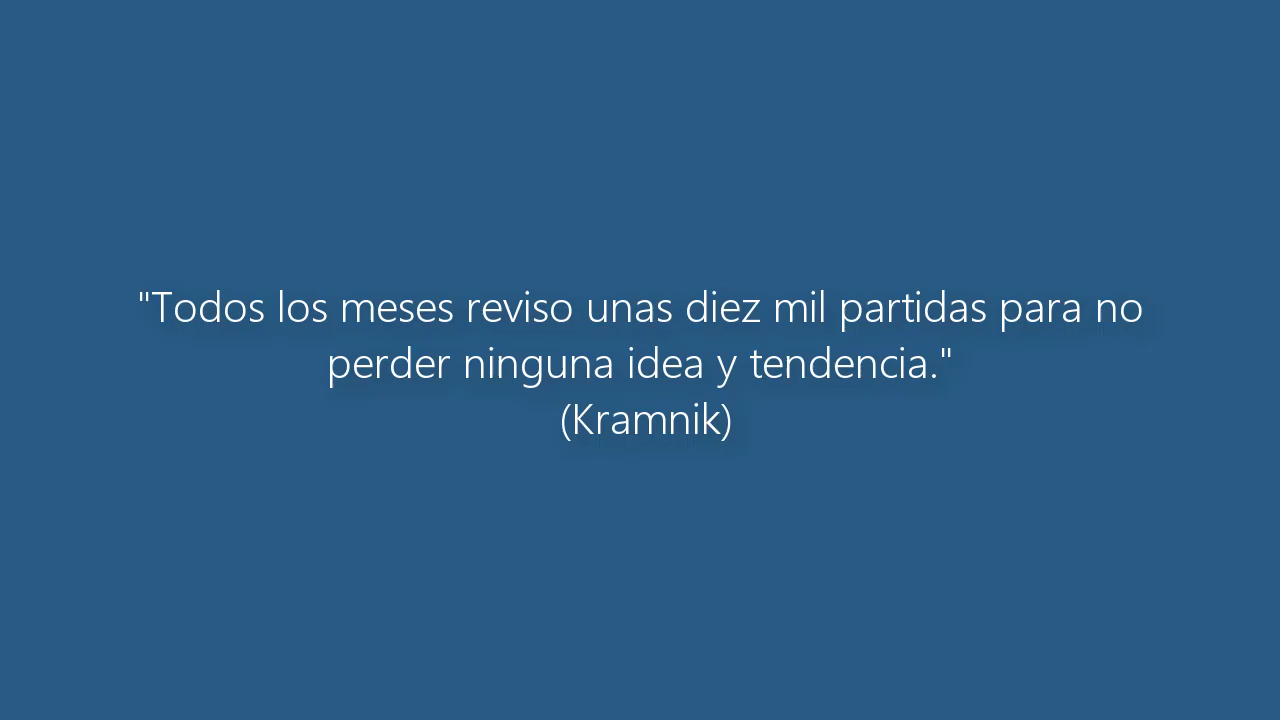 "Todos los meses reviso unas diez mil partidas para no
perder ninguna idea y tendencia."
(Kramnik)